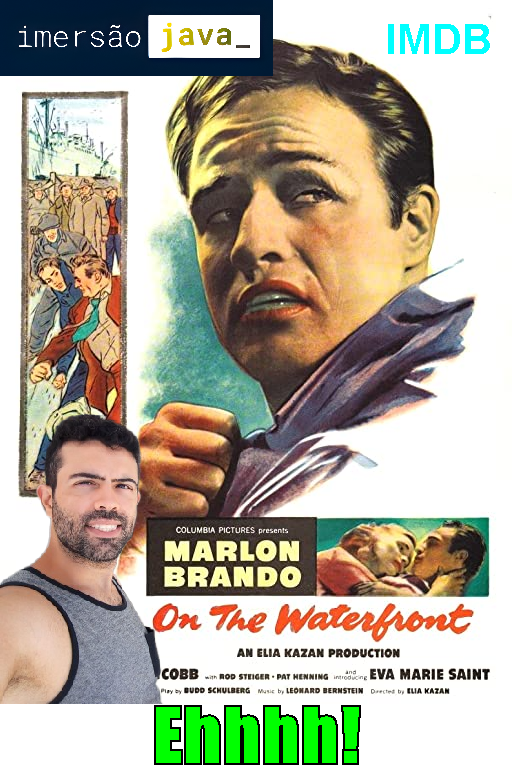 imersão java_
IMDB
COLUMBIA PICTURES presents
MARLON
BRANDO
On The Waterfront
AN ELIA KAZAN PRODUCTION
COBB with ROD STEIGER · PAT HENNING and introducing EVA MARIE SAINT
Play by BUDD SCHULBERG Music by LEONARD BERNSTEIN Directed by ELIA KAZAN
Ehhhh!